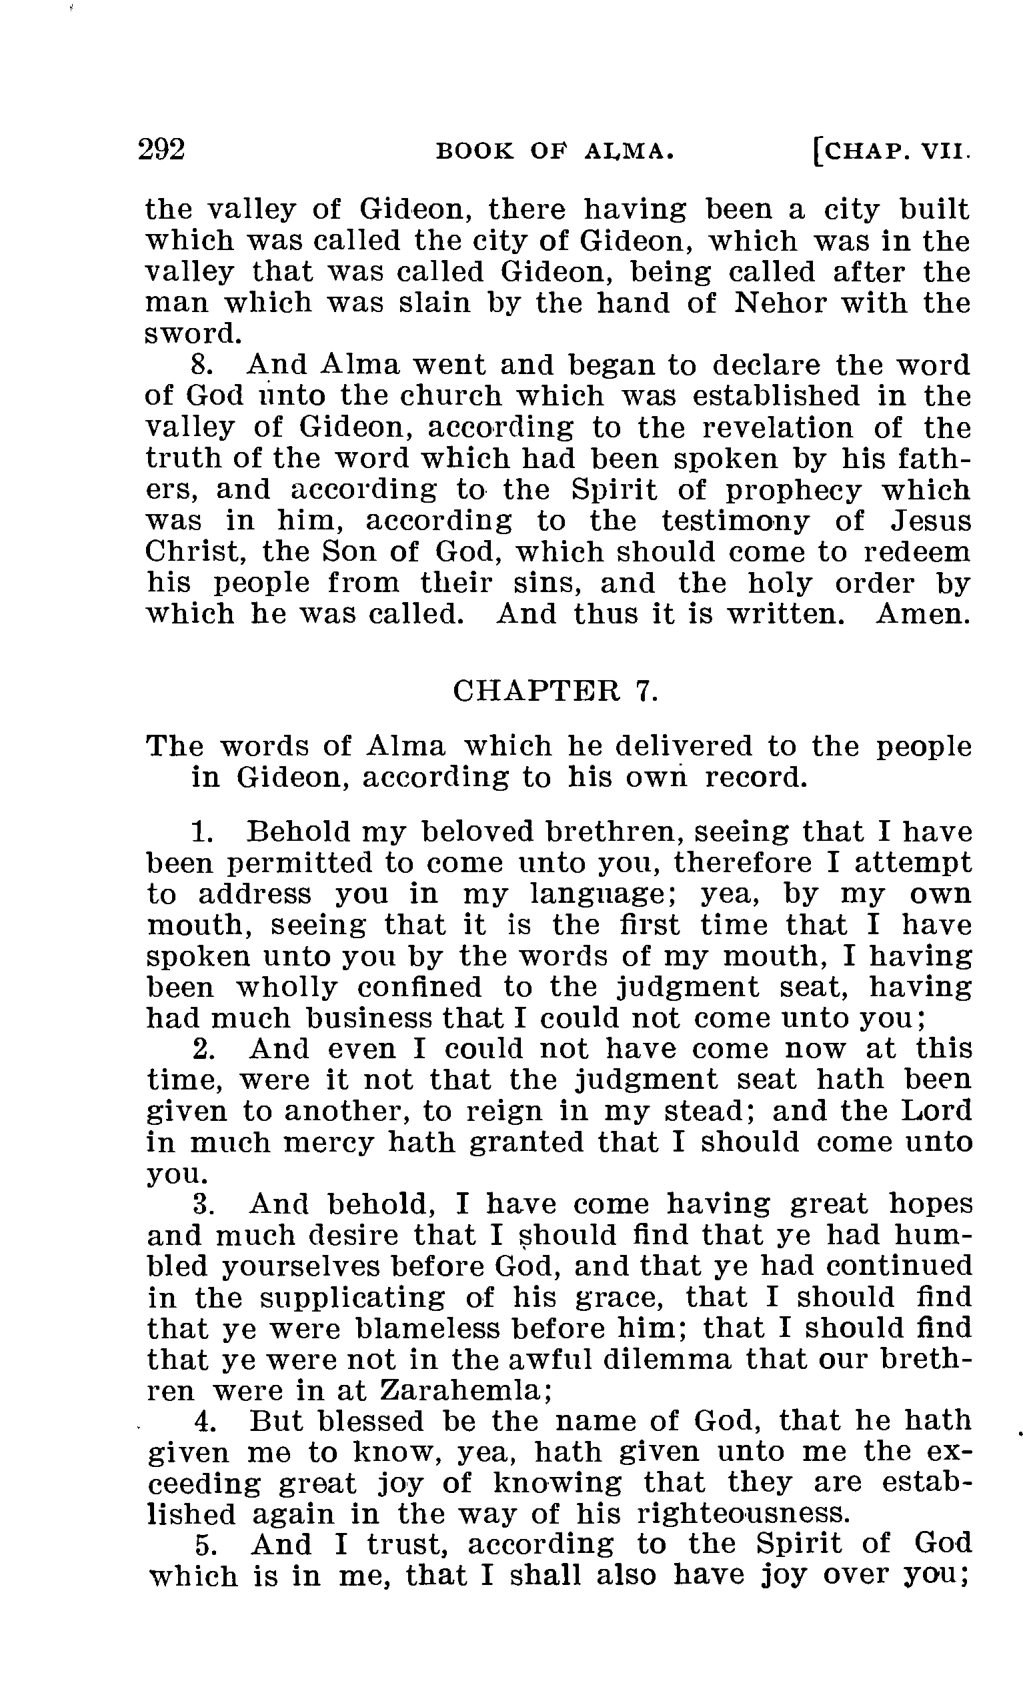 292 BOOK OF ALMA. [CHAP. VII.
the valley of Gideon, there having been a city built
which was called the city of Gideon, which was in the
valley that was called Gideon, being called after the
man which was slain by the hand of Nehor with the
sword.
8. And Alma went and began to declare the word
of God unto the church which was established in the
valley of Gideon, according to the revelation of the
truth of the word which had been spoken by his fath-
ers, and according to the Spirit of prophecy which
was in him, according to the testimony of Jesus
Christ, the Son of God, which should come to redeem
his people from their sins, and the holy order by
which he was called. And thus it is written. Amen.
CHAPTER 7.
The words of Alma which he delivered to the people
in Gideon, according to his own record.
1. Behold my beloved brethren, seeing that I have
been permitted to come unto you, therefore I attempt
to address you in my language; yea, by my own
mouth, seeing that it is the first time that I have
spoken unto you by the words of my mouth, I having
been wholly confined to the judgment seat, having
had much business that I could not come unto you;
2. And even I could not have come now at this
time, were it not that the judgment seat hath been
given to another, to reign in my stead; and the Lord
in much mercy hath granted that I should come unto
you.
3. And behold, I have come having great hopes
and much desire that I should find that ye had hum-
bled yourselves before God, and that ye had continued
in the supplicating of his grace, that I should find
that ye were blameless before him; that I should find
that ye were not in the awful dilemma that our breth-
ren were in at Zarahemla;
4. But blessed be the name of God, that he hath
given me to know, yea, hath given unto me the ex-
ceeding great joy of knowing that they are estab-
lished again in the way of his righteousness.
5. And I trust, according to the Spirit of God
which is in me, that I shall also have joy over you;